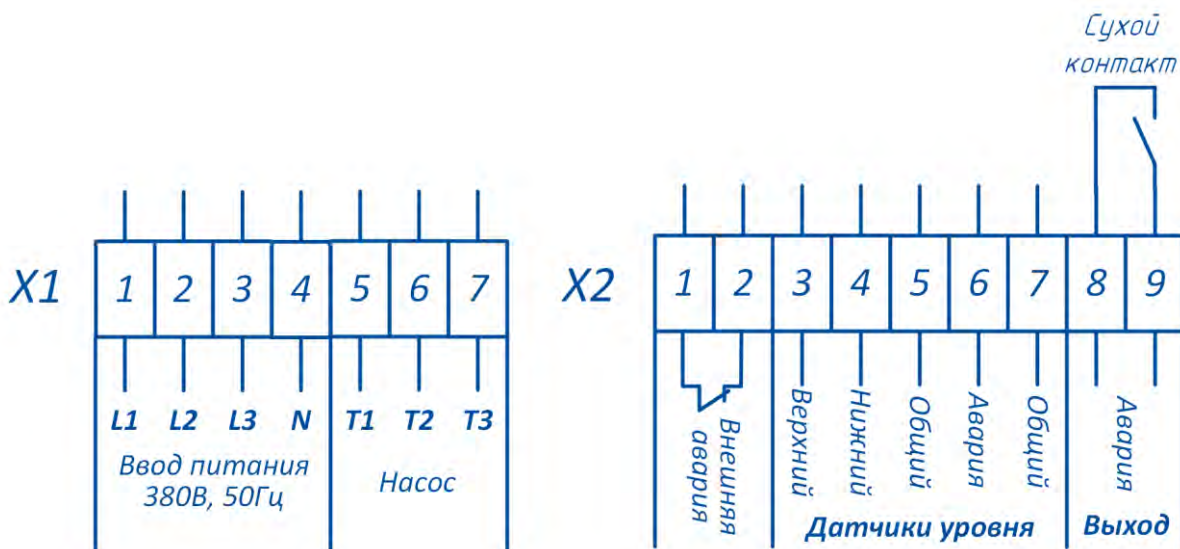 Сухой
контакт
X1
1 2 3 4 5 6 7
L1 L2 L3 N T1 T2 T3
Ввод питания
380В, 50Гц
Насос
X2
1 2 3 4 5 6 7 8 9
Внешняя
авария
Верхний
Нижний
Общий
Авария
Общий
Авария
Датчики уровня
Выход